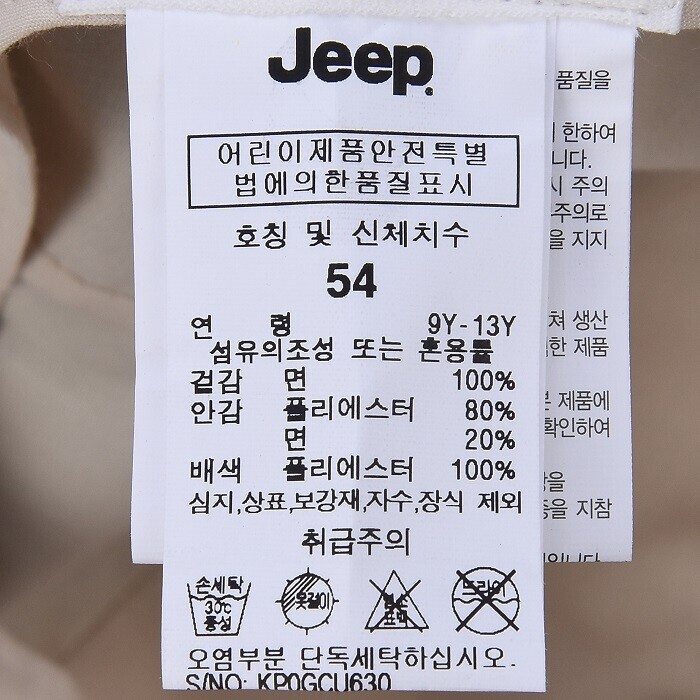 Jeep
어린이제품안전특별
법에의한품질표시
호칭 및 신체치수
54
연 령 9Y-13Y
섬유의조성 또는 혼용률
겉감 면 100%
안감 폴리에스터 80%
면 20%
배색 폴리에스터 100%
심지,상표,보강재,자수,장식 제외
취급주의
손세탁
30℃
중성
옷걸이
드라이
오염부분 단독세탁하십시오.
S/NO: KP0GCU630
품질을
한하여
니다.
시 주의
주의로
을 지지
쳐 생산
한 제품
본 제품에
확인하여
을 지참